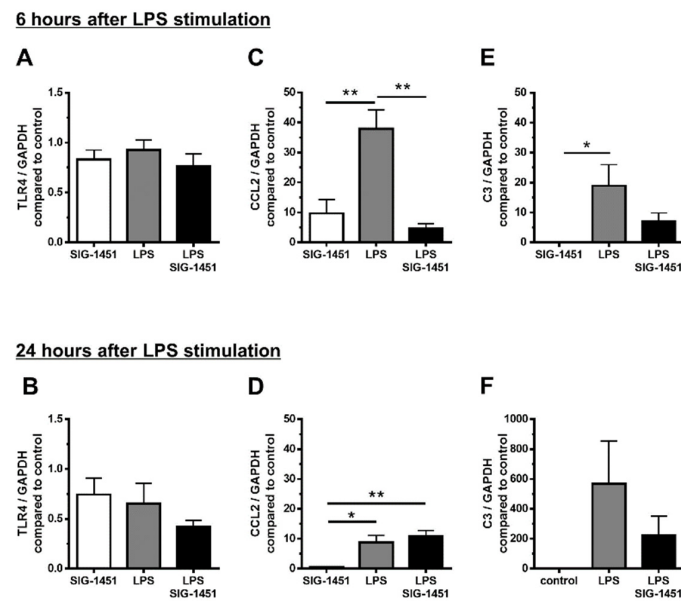 6 hours after LPS stimulation
A
TLR4 / GAPDH
compared to control
1.5
1.0
0.5
0.0
SIG-1451
LPS
LPS
SIG-1451
C
CCL2 / GAPDH
compared to control
50
40
30
20
10
0
**
**
SIG-1451
LPS
LPS
SIG-1451
E
C3 / GAPDH
compared to control
50
40
30
20
10
0
*
SIG-1451
LPS
LPS
SIG-1451
24 hours after LPS stimulation
B
TLR4 / GAPDH
compared to control
1.5
1.0
0.5
0.0
SIG-1451
LPS
LPS
SIG-1451
D
CCL2 / GAPDH
compared to control
50
40
30
20
10
0
**
*
SIG-1451
LPS
LPS
SIG-1451
F
C3 / GAPDH
compared to control
1000
800
600
400
200
0
control
LPS
LPS
SIG-1451